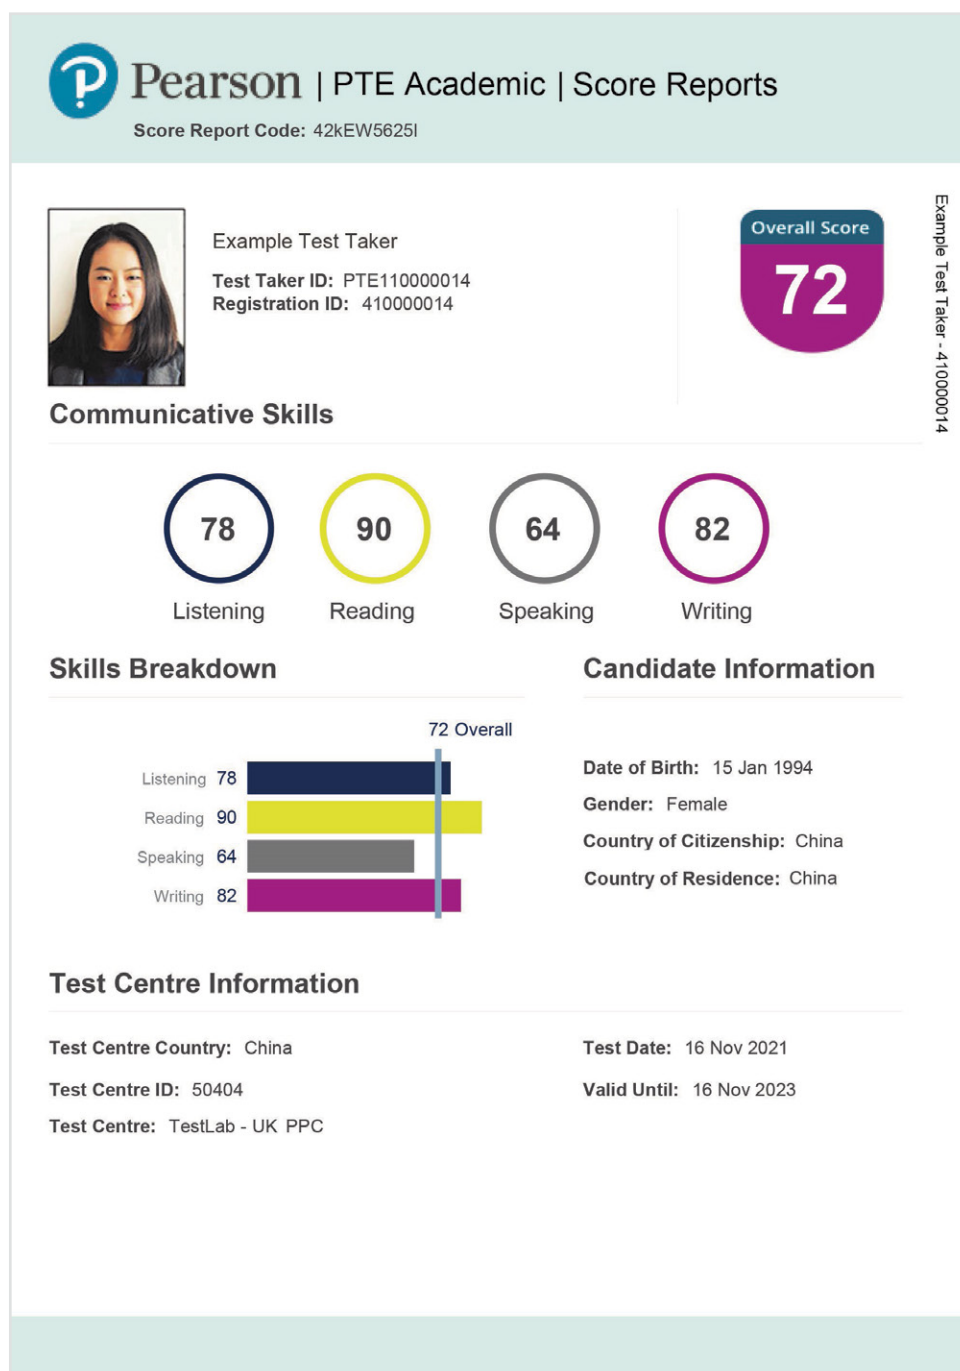 Pearson | PTE Academic | Score Reports
Score Report Code: 42kEW5625I
Example Test Taker
Test Taker ID: PTE110000014
Registration ID: 410000014
Overall Score
72
Example Test Taker - 410000014
Communicative Skills
78 90 64 82
Listening Reading Speaking Writing
Skills Breakdown
72 Overall
Listening 78
Reading 90
Speaking 64
Writing 82
Candidate Information
Date of Birth: 15 Jan 1994
Gender: Female
Country of Citizenship: China
Country of Residence: China
Test Centre Information
Test Centre Country: China
Test Centre ID: 50404
Test Centre: TestLab - UK PPC
Test Date: 16 Nov 2021
Valid Until: 16 Nov 2023